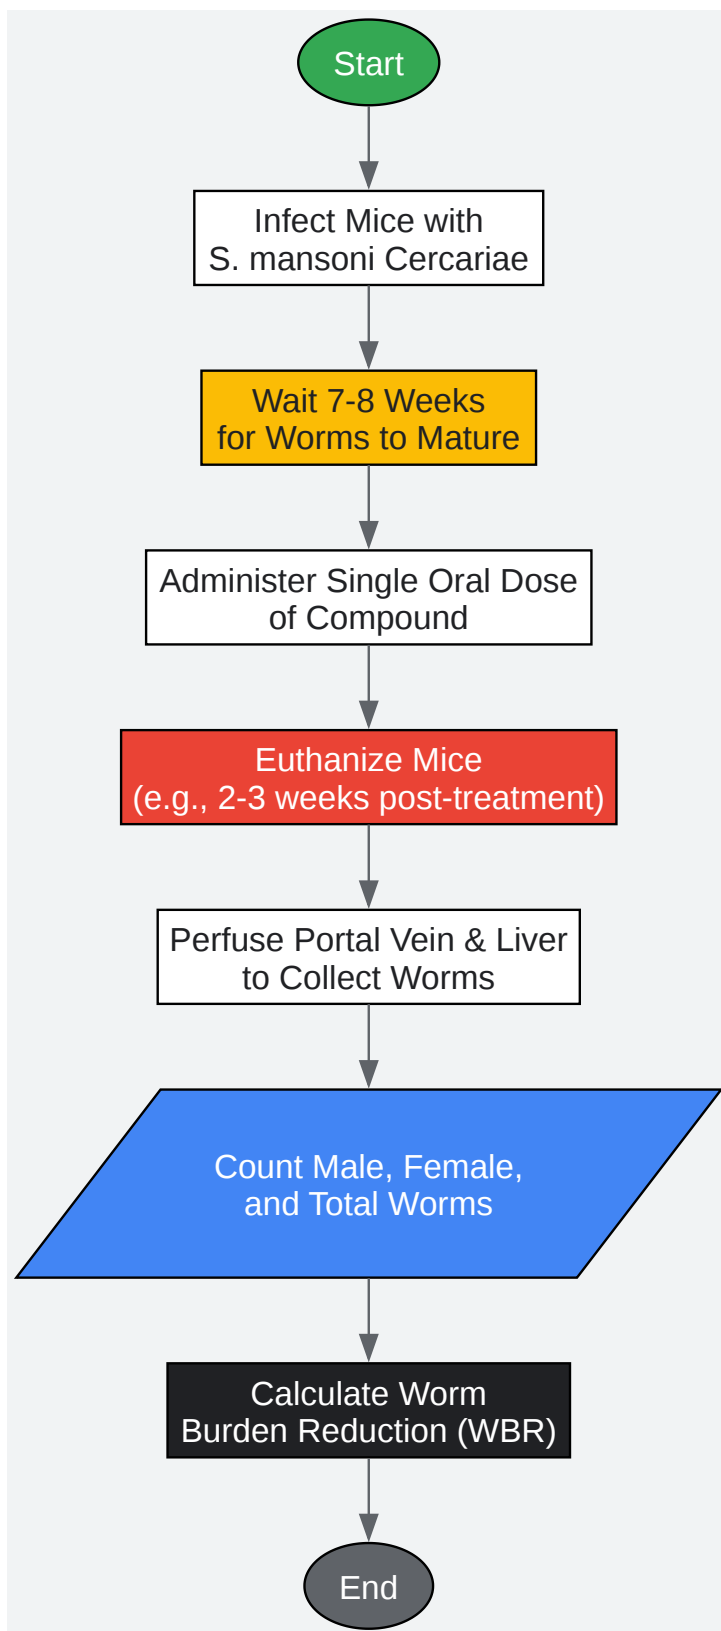 Start
Infect Mice with
S. mansoni Cercariae
Wait 7-8 Weeks
for Worms to Mature
Administer Single Oral Dose
of Compound
Euthanize Mice
(e.g., 2-3 weeks post-treatment)
Perfuse Portal Vein & Liver
to Collect Worms
Count Male, Female,
and Total Worms
Calculate Worm
Burden Reduction (WBR)
End